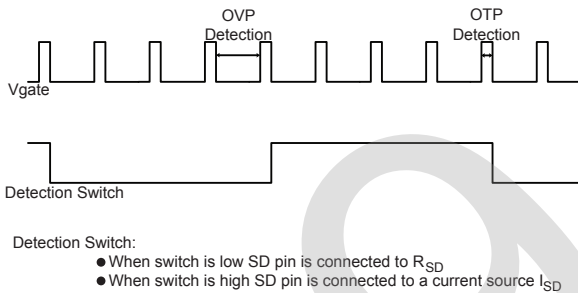 OVP
Detection
OTP
Detection
Vgate
Detection Switch
Detection Switch:
● When switch is low SD pin is connected to RSD
● When switch is high SD pin is connected to a current source ISD